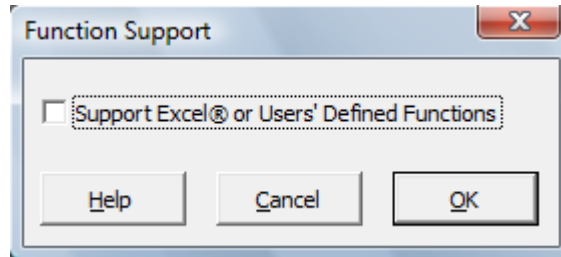 Function Support
Support Excel® or Users' Defined Functions
Help Cancel OK